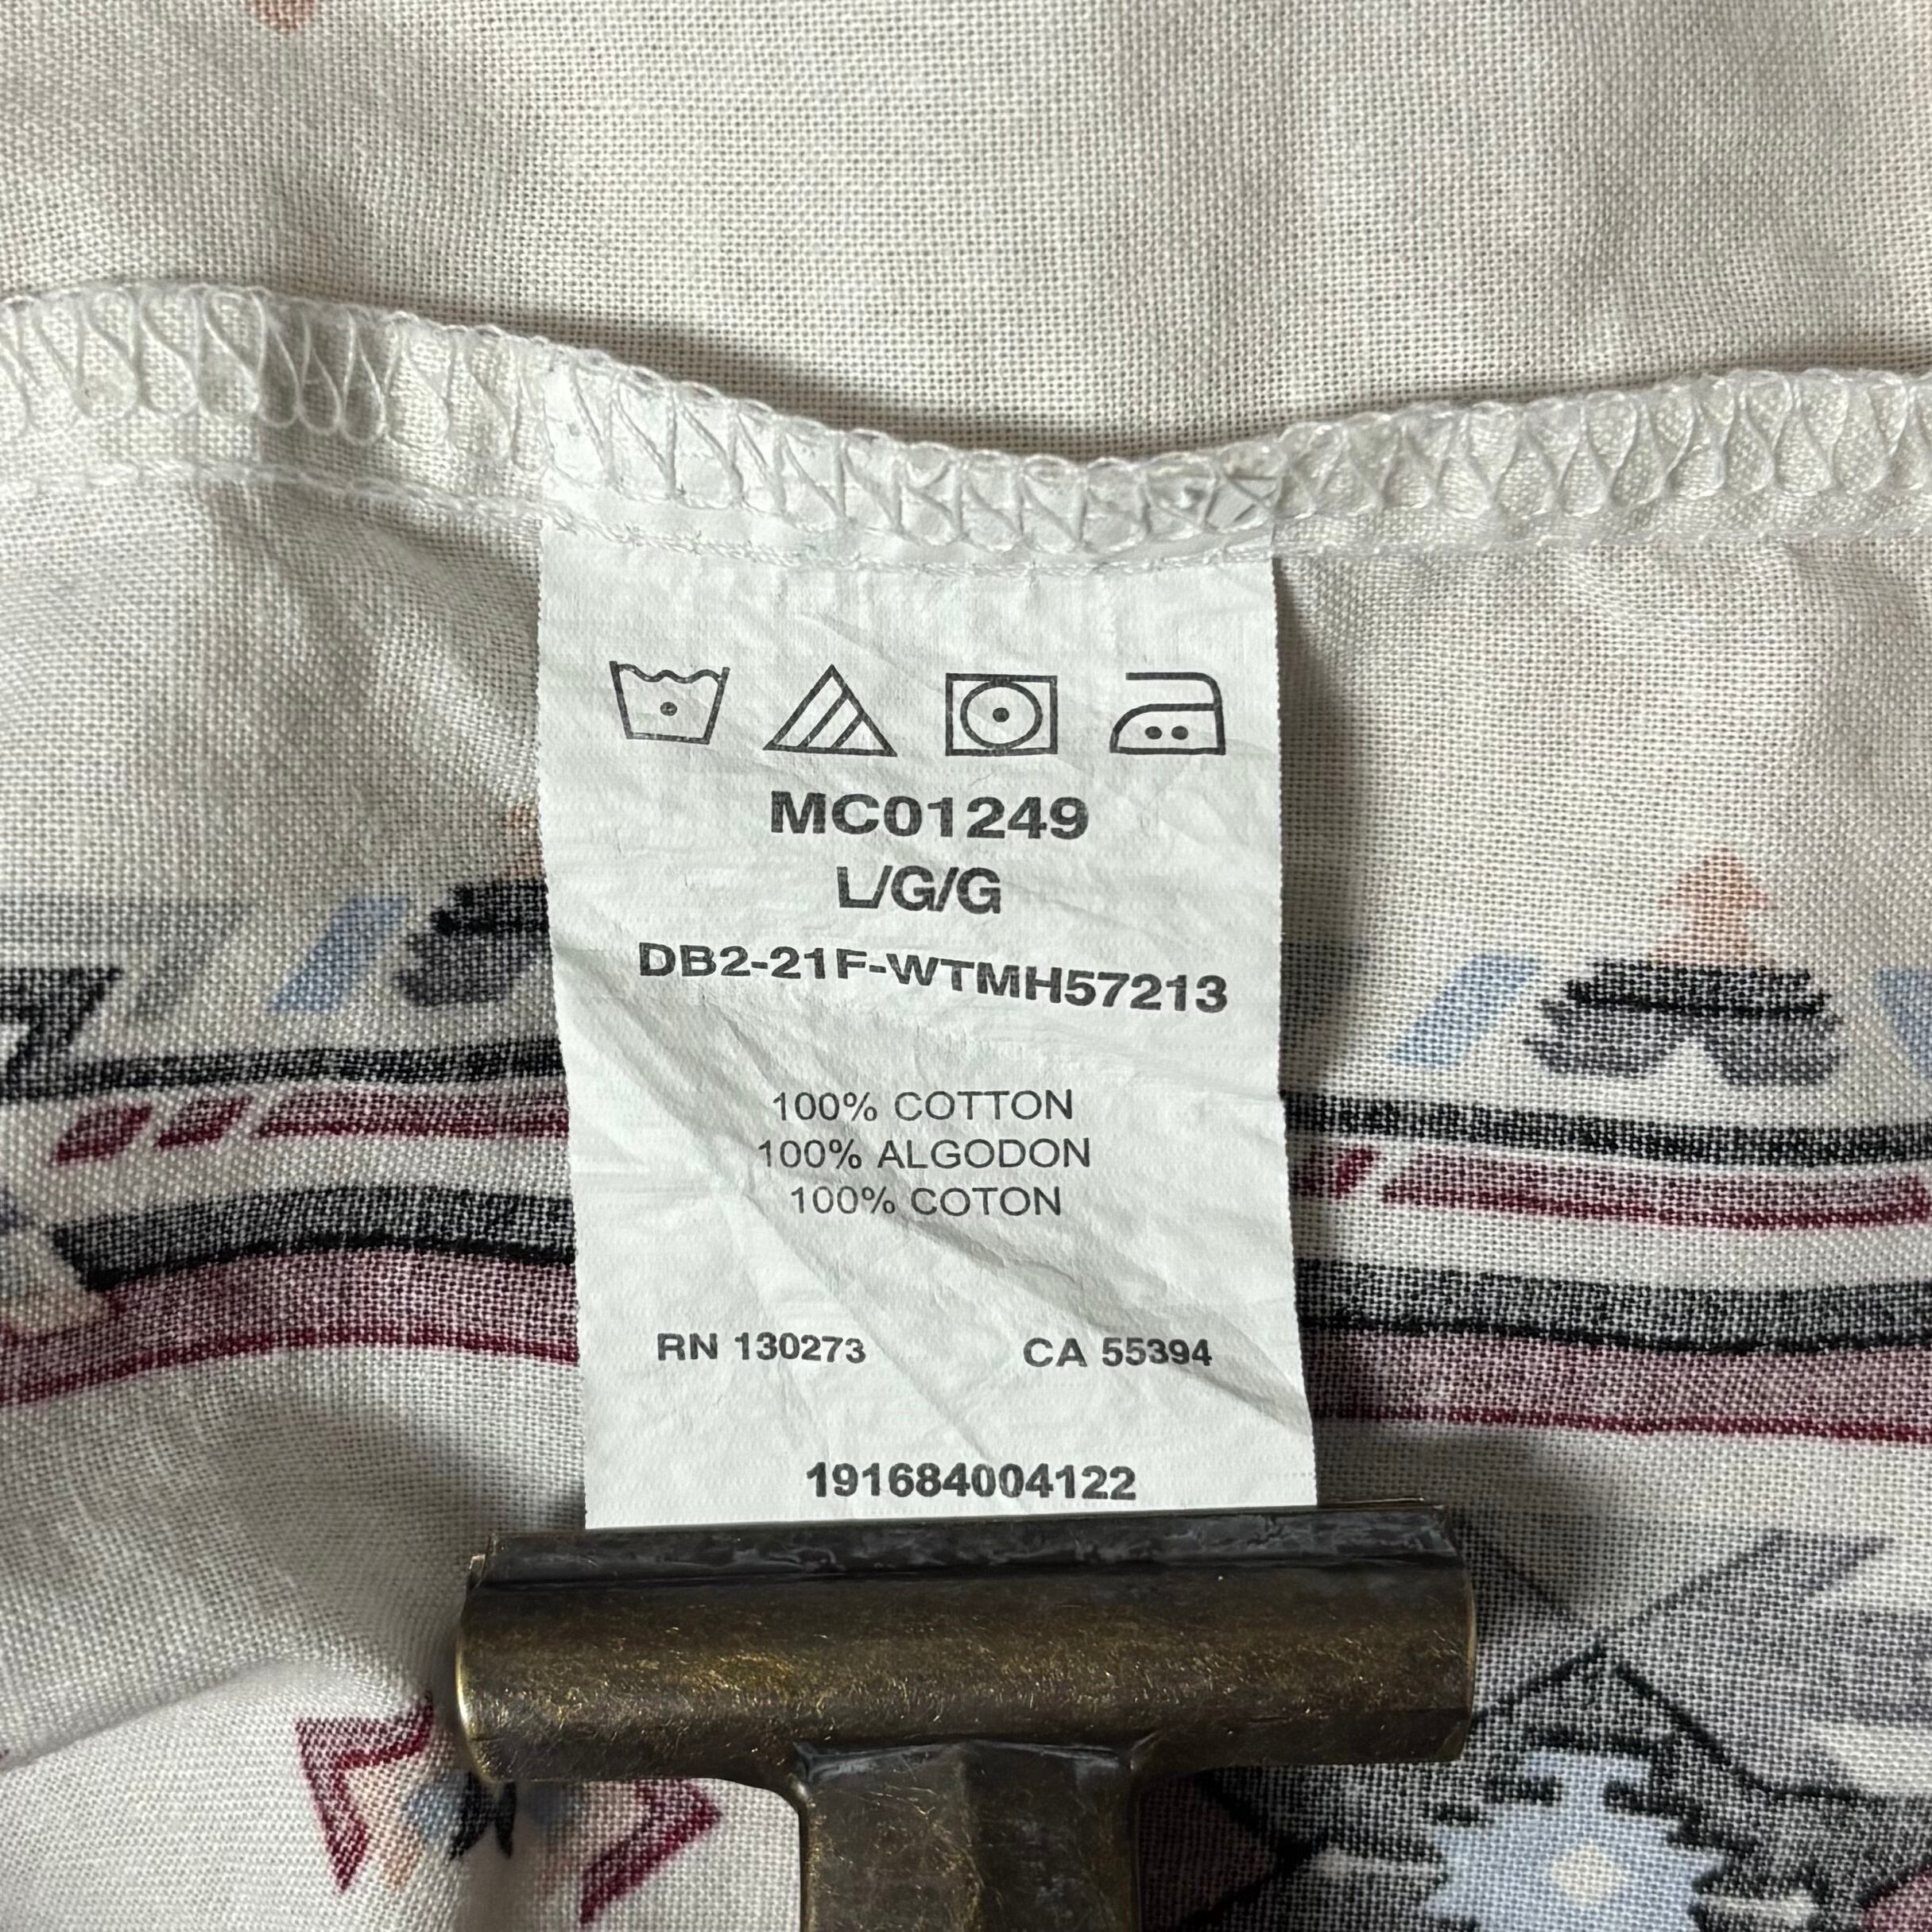 MC01249
L/G/G
DB2-21F-WTMH57213
100% COTTON
100% ALGODON
100% COTON
RN 130273 CA 55394
191684004122